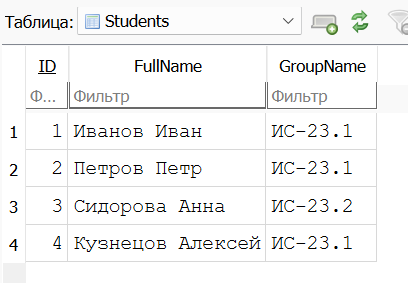 Таблица: Students
ID FullName GroupName
Ф... Фильтр Фильтр
1 1 Иванов Иван ИС-23.1
2 2 Петров Петр ИС-23.1
3 3 Сидорова Анна ИС-23.2
4 4 Кузнецов Алексей ИС-23.1